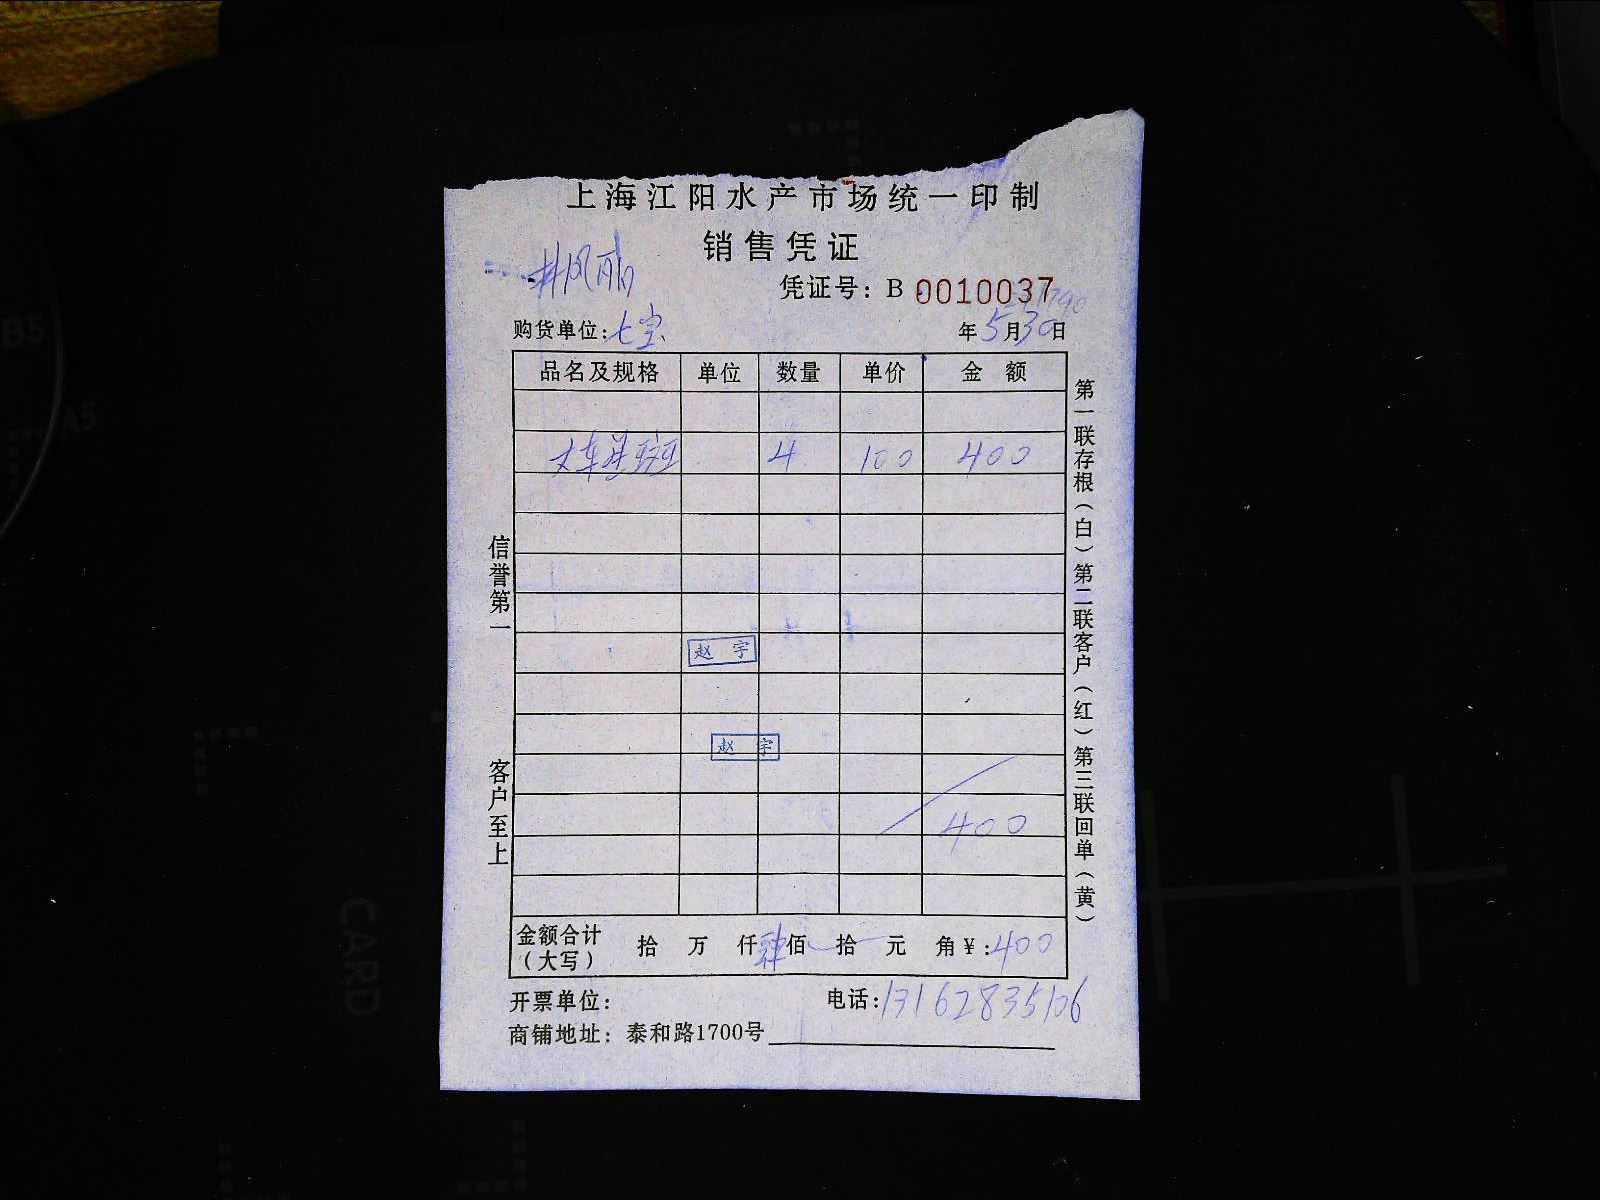 上海江阳水产市场统一印制
销售凭证
凭证号：B 0010037
购货单位：七宝
年5月30日
品名及规格 单位 数量 单价 金额
4 100 400
赵宇
赵宇
400
金额合计（大写） 拾 万 仟肆佰 拾 元 角¥：400
开票单位：
电话：13162835106
商铺地址：泰和路1700号
信誉第一
客户至上
第一联存根（白）第二联客户（红）第三联回单（黄）
B5
A5
CARD